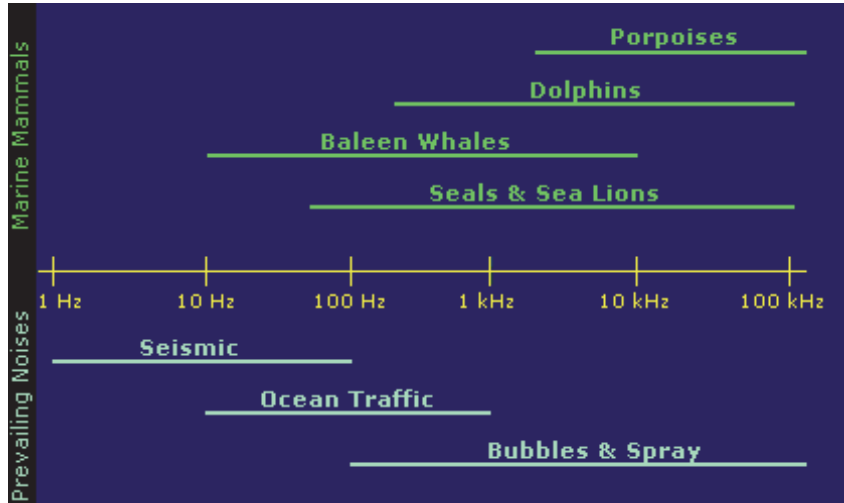 Marine Mammals
Porpoises
Dolphins
Baleen Whales
Seals & Sea Lions
1 Hz 10 Hz 100 Hz 1 kHz 10 kHz 100 kHz
Prevailing Noises
Seismic
Ocean Traffic
Bubbles & Spray